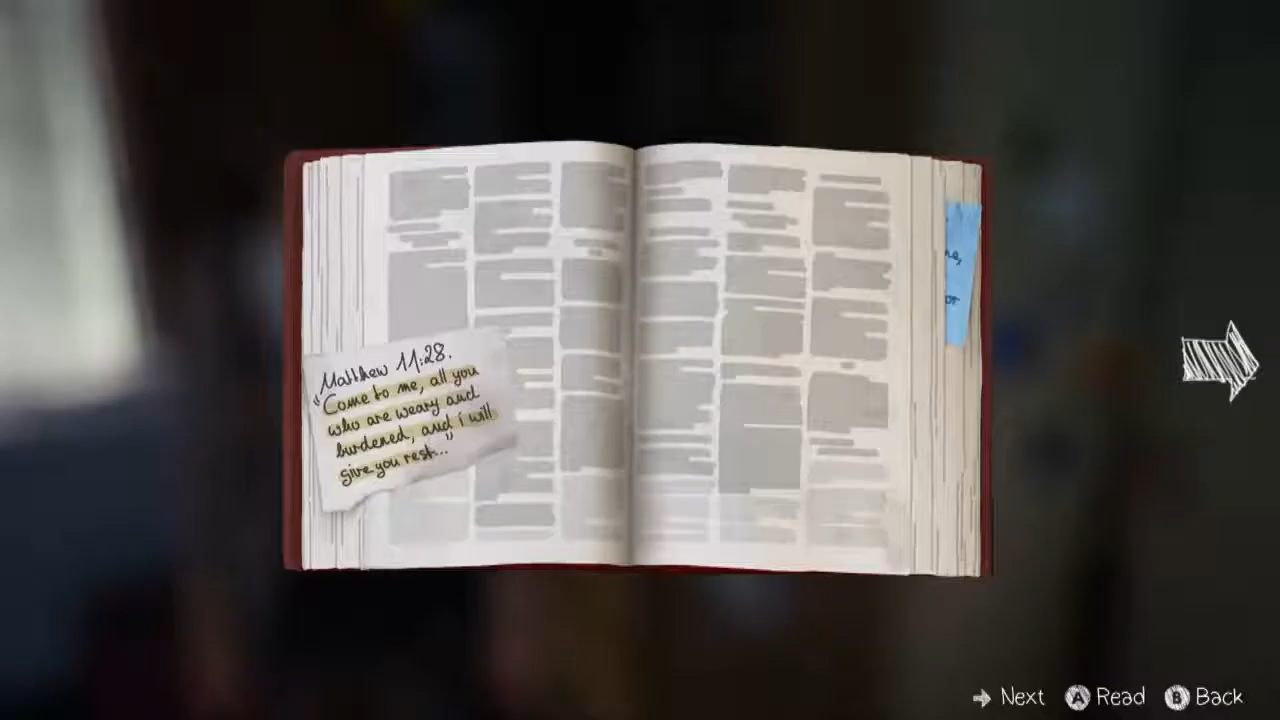 Matthew 11:28.
"Come to me, all you
who are weary and
burdened, and i will
give you rest..."
Next
A Read
B Back